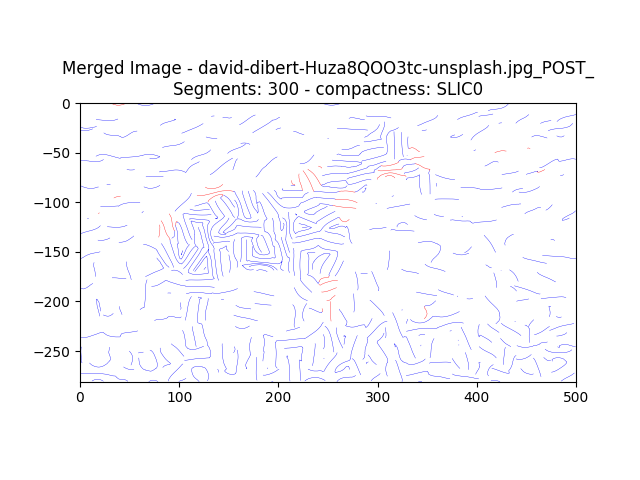 Merged Image - david-dibert-Huza8QOO3tc-unsplash.jpg_POST_
Segments: 300 - compactness: SLIC0
0
−50
−100
−150
−200
−250
0 100 200 300 400 500